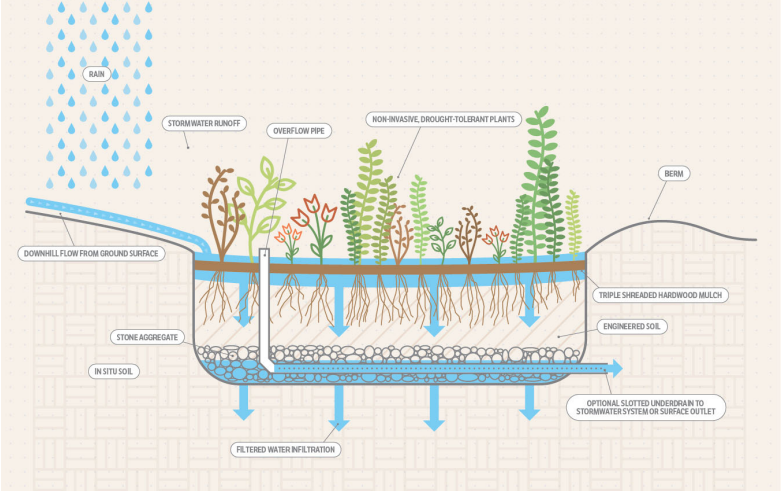 RAIN
STORMWATER RUNOFF
OVERFLOW PIPE
NON-INVASIVE, DROUGHT-TOLERANT PLANTS
BERM
DOWNHILL FLOW FROM GROUND SURFACE
TRIPLE SHREADED HARDWOOD MULCH
ENGINEERED SOIL
STONE AGGREGATE
IN SITU SOIL
OPTIONAL SLOTTED UNDERDRAIN TO
STORMWATER SYSTEM OR SURFACE OUTLET
FILTERED WATER INFILTRATION